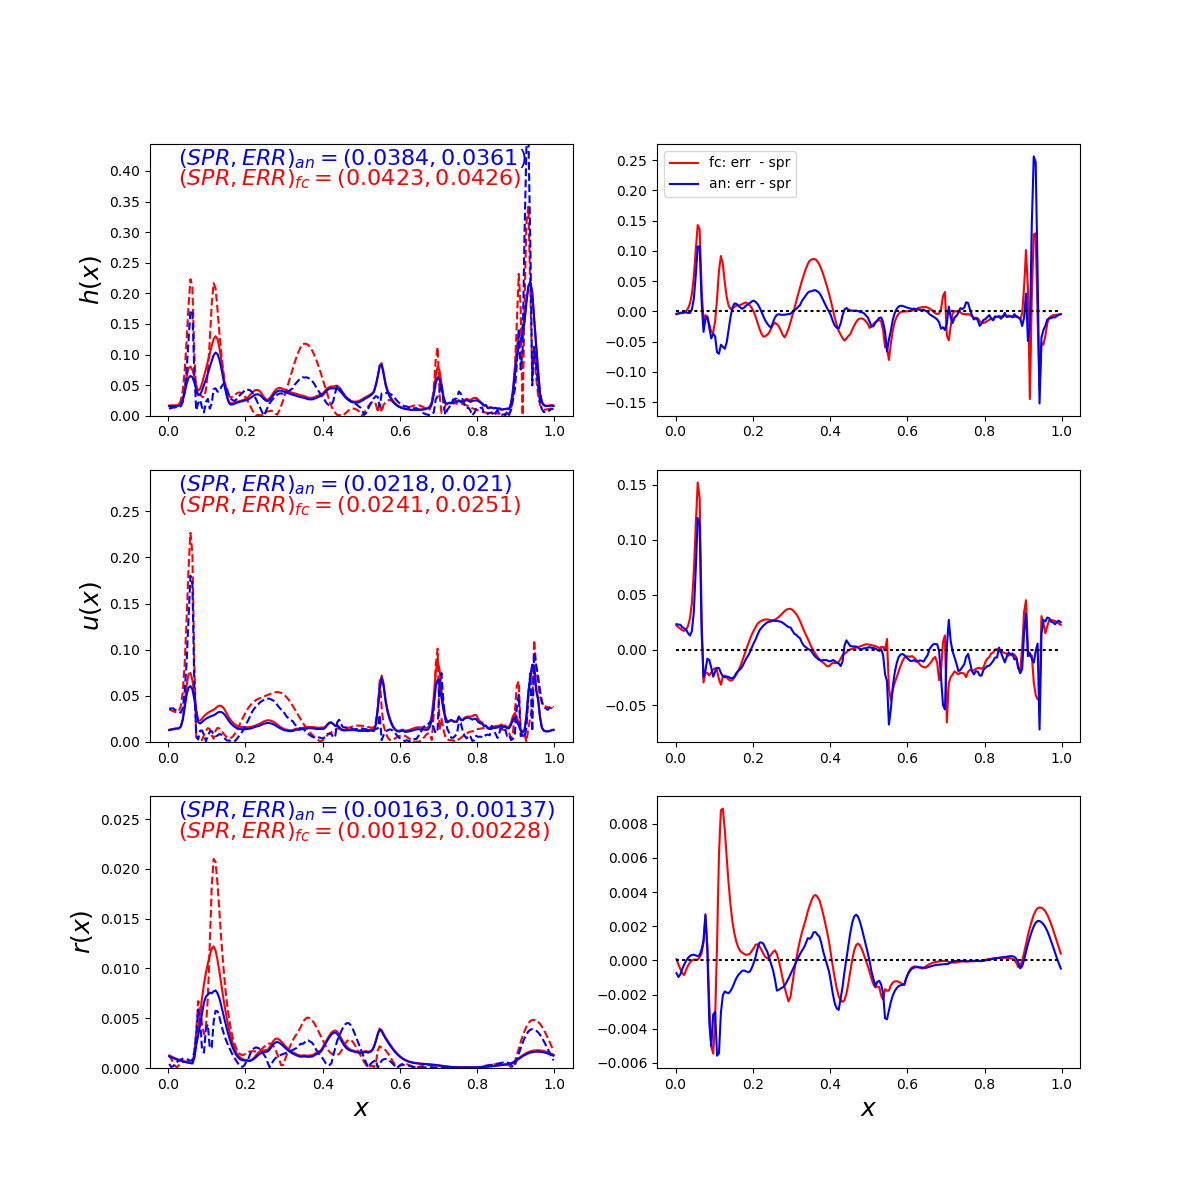 (SPR, ERR)an = (0.0384, 0.0361)
(SPR, ERR)fc = (0.0423, 0.0426)
h(x)
0.40
0.35
0.30
0.25
0.20
0.15
0.10
0.05
0.00
0.0 0.2 0.4 0.6 0.8 1.0
fc: err - spr
an: err - spr
0.25
0.20
0.15
0.10
0.05
0.00
−0.05
−0.10
−0.15
0.0 0.2 0.4 0.6 0.8 1.0
(SPR, ERR)an = (0.0218, 0.021)
(SPR, ERR)fc = (0.0241, 0.0251)
u(x)
0.25
0.20
0.15
0.10
0.05
0.00
0.0 0.2 0.4 0.6 0.8 1.0
0.15
0.10
0.05
0.00
−0.05
0.0 0.2 0.4 0.6 0.8 1.0
(SPR, ERR)an = (0.00163, 0.00137)
(SPR, ERR)fc = (0.00192, 0.00228)
r(x)
0.025
0.020
0.015
0.010
0.005
0.000
0.0 0.2 0.4 0.6 0.8 1.0
x
0.008
0.006
0.004
0.002
0.000
−0.002
−0.004
−0.006
0.0 0.2 0.4 0.6 0.8 1.0
x